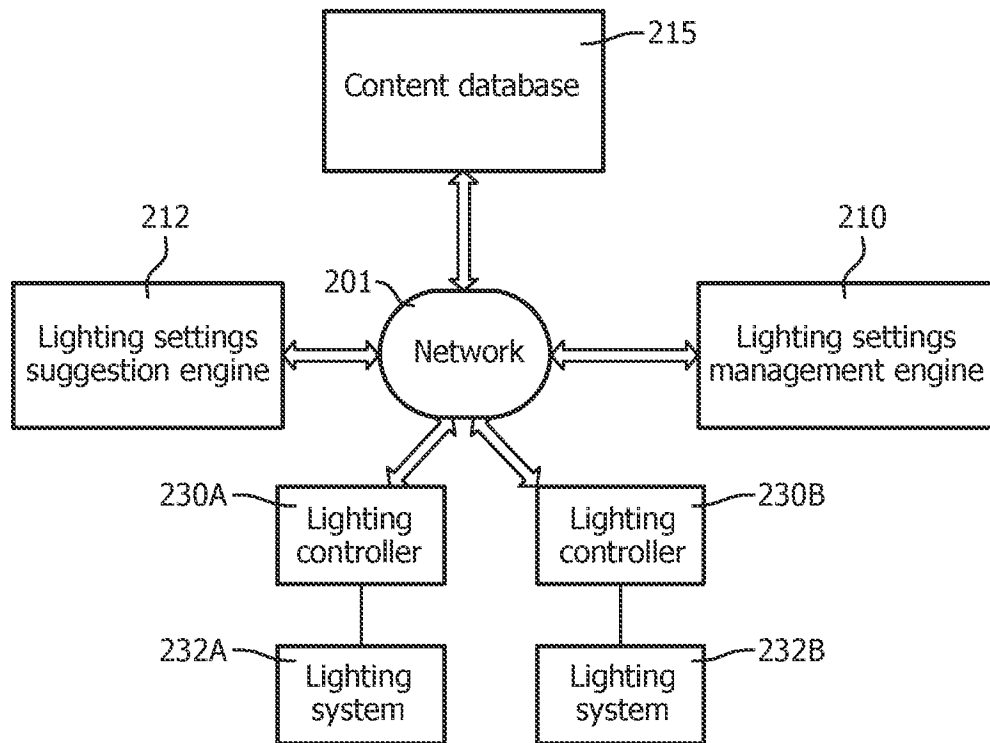 215
Content database
212
210
201
Lighting settings
suggestion engine
Network
Lighting settings
management engine
230A
Lighting
controller
230B
Lighting
controller
232A
Lighting
system
232B
Lighting
system